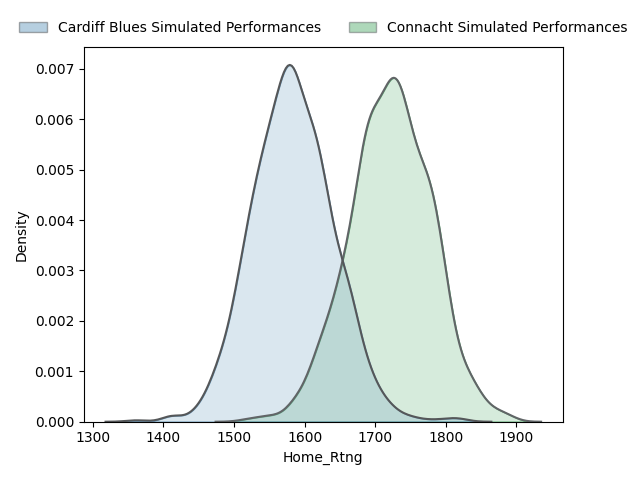 Cardiff Blues Simulated Performances Connacht Simulated Performances
0.007
0.006
0.005
0.004
0.003
0.002
0.001
0.000
Density
1300 1400 1500 1600 1700 1800 1900
Home_Rtng